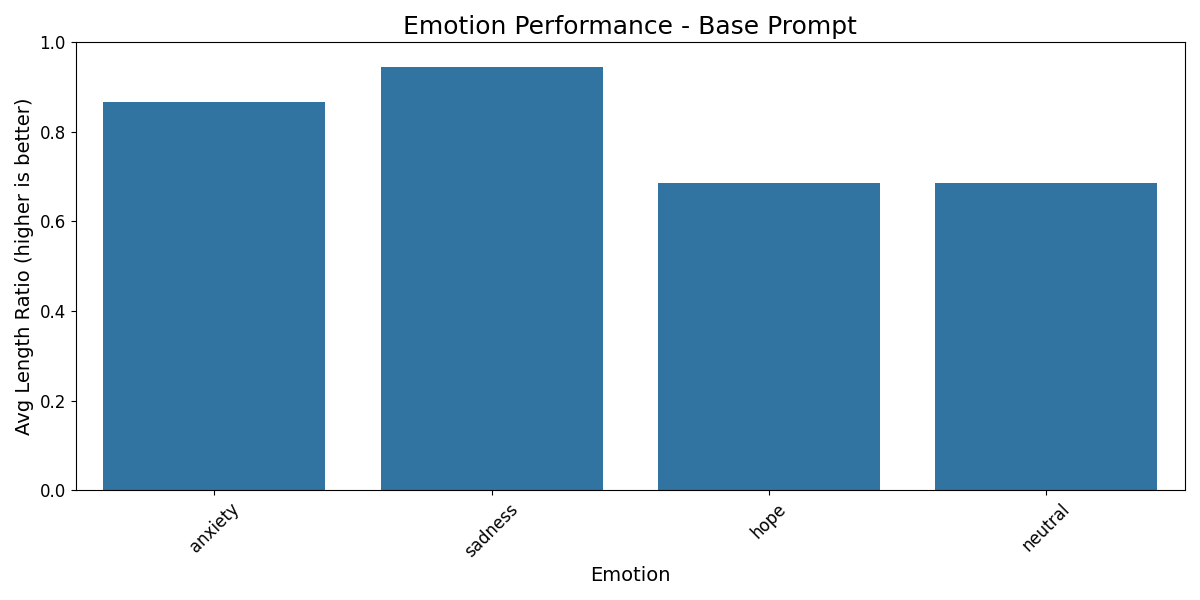 Emotion Performance - Base Prompt
Avg Length Ratio (higher is better)
1.0
0.8
0.6
0.4
0.2
0.0
anxiety
sadness
hope
neutral
Emotion